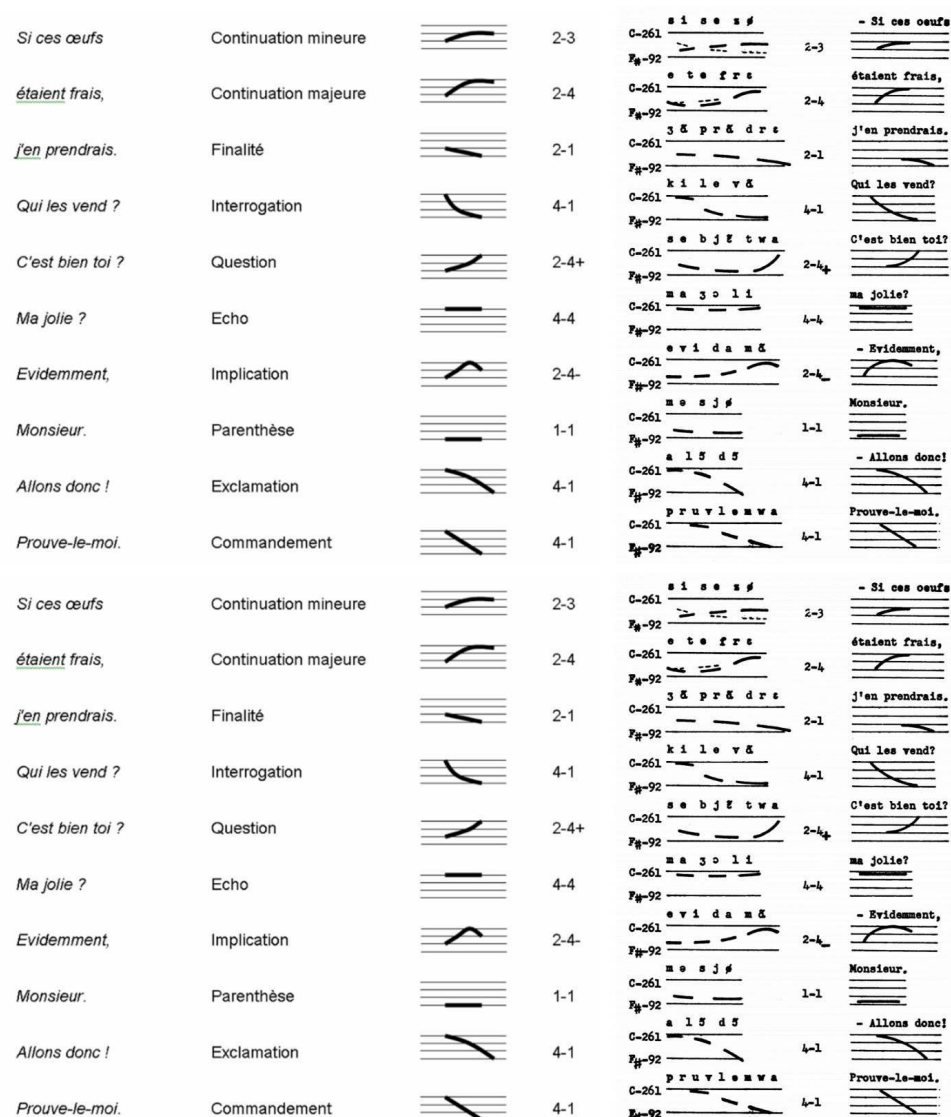 s i s e z ø - Si ces oeufs
Si ces œufs Continuation mineure 2-3 C-261 2-3
F#-92
e t e f r ɛ étaient frais,
étaient frais, Continuation majeure 2-4 C-261 2-4
F#-92
ʒ ɑ̃ p r ɑ̃ d r ɛ j'en prendrais.
j'en prendrais. Finalité 2-1 C-261 2-1
F#-92
k i l e v ɑ̃ Qui les vend?
Qui les vend ? Interrogation 4-1 C-261 4-1
F#-92
s e b j ɛ̃ t w a C'est bien toi?
C'est bien toi ? Question 2-4+ C-261 2-4+
F#-92
m a ʒ ɔ l i ma jolie?
Ma jolie ? Echo 4-4 C-261 4-4
F#-92
e v i d a m ɑ̃ - Evidemment,
Evidemment, Implication 2-4- C-261 2-4-
F#-92
m ə s j ø Monsieur.
Monsieur. Parenthèse 1-1 C-261 1-1
F#-92
a l ɔ̃ d ɔ̃ - Allons donc!
Allons donc ! Exclamation 4-1 C-261 4-1
F#-92
p r u v l ə m w a Prouve-le-moi.
Prouve-le-moi. Commandement 4-1 C-261 4-1
F#-92
s i s e z ø - Si ces oeufs
Si ces œufs Continuation mineure 2-3 C-261 2-3
F#-92
e t e f r ɛ étaient frais,
étaient frais, Continuation majeure 2-4 C-261 2-4
F#-92
ʒ ɑ̃ p r ɑ̃ d r ɛ j'en prendrais.
j'en prendrais. Finalité 2-1 C-261 2-1
F#-92
k i l e v ɑ̃ Qui les vend?
Qui les vend ? Interrogation 4-1 C-261 4-1
F#-92
s e b j ɛ̃ t w a C'est bien toi?
C'est bien toi ? Question 2-4+ C-261 2-4+
F#-92
m a ʒ ɔ l i ma jolie?
Ma jolie ? Echo 4-4 C-261 4-4
F#-92
e v i d a m ɑ̃ - Evidemment,
Evidemment, Implication 2-4- C-261 2-4-
F#-92
m ə s j ø Monsieur.
Monsieur. Parenthèse 1-1 C-261 1-1
F#-92
a l ɔ̃ d ɔ̃ - Allons donc!
Allons donc ! Exclamation 4-1 C-261 4-1
F#-92
p r u v l ə m w a Prouve-le-moi.
Prouve-le-moi. Commandement 4-1 C-261 4-1
F#-92